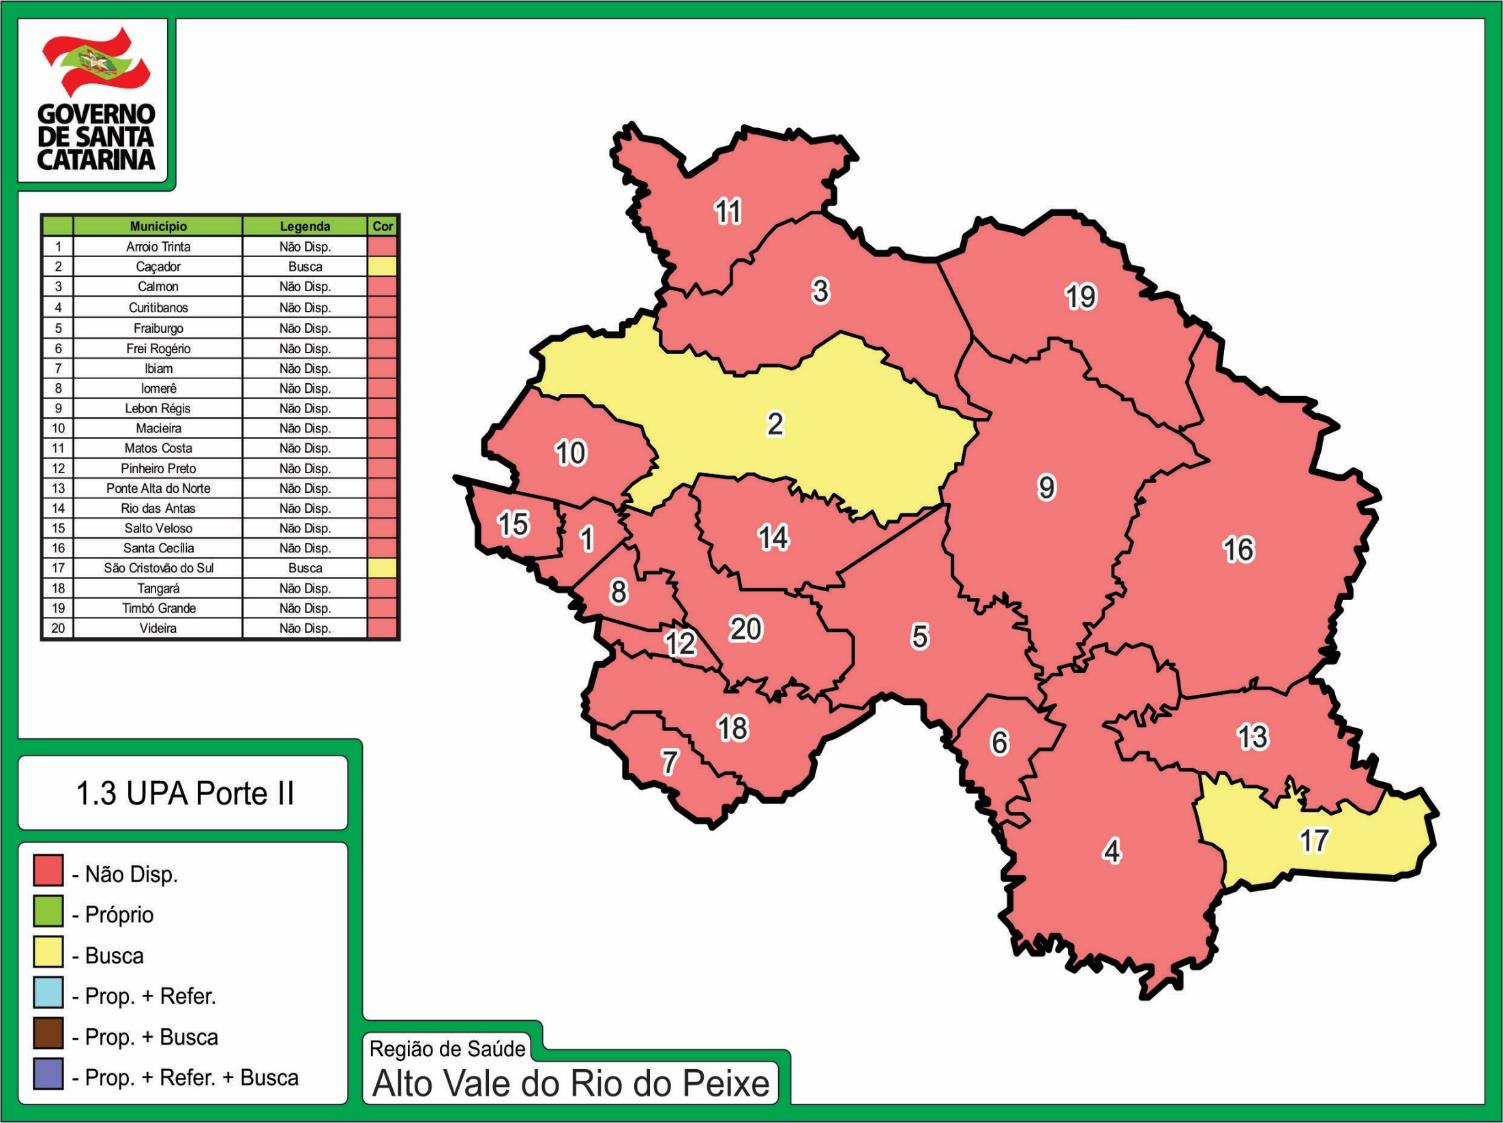 GOVERNO
DE SANTA
CATARINA
Município Legenda Cor
1 Arroio Trinta Não Disp.
2 Caçador Busca
3 Calmon Não Disp.
4 Curitibanos Não Disp.
5 Fraiburgo Não Disp.
6 Frei Rogério Não Disp.
7 Ibiam Não Disp.
8 Iomerê Não Disp.
9 Lebon Régis Não Disp.
10 Macieira Não Disp.
11 Matos Costa Não Disp.
12 Pinheiro Preto Não Disp.
13 Ponte Alta do Norte Não Disp.
14 Rio das Antas Não Disp.
15 Salto Veloso Não Disp.
16 Santa Cecília Não Disp.
17 São Cristovão do Sul Busca
18 Tangará Não Disp.
19 Timbó Grande Não Disp.
20 Videira Não Disp.
11
3
19
2
10
9
15
1
14
16
8
20
12
5
18
7
6
13
17
4
1.3 UPA Porte II
- Não Disp.
- Próprio
- Busca
- Prop. + Refer.
- Prop. + Busca
- Prop. + Refer. + Busca
Região de Saúde
Alto Vale do Rio do Peixe